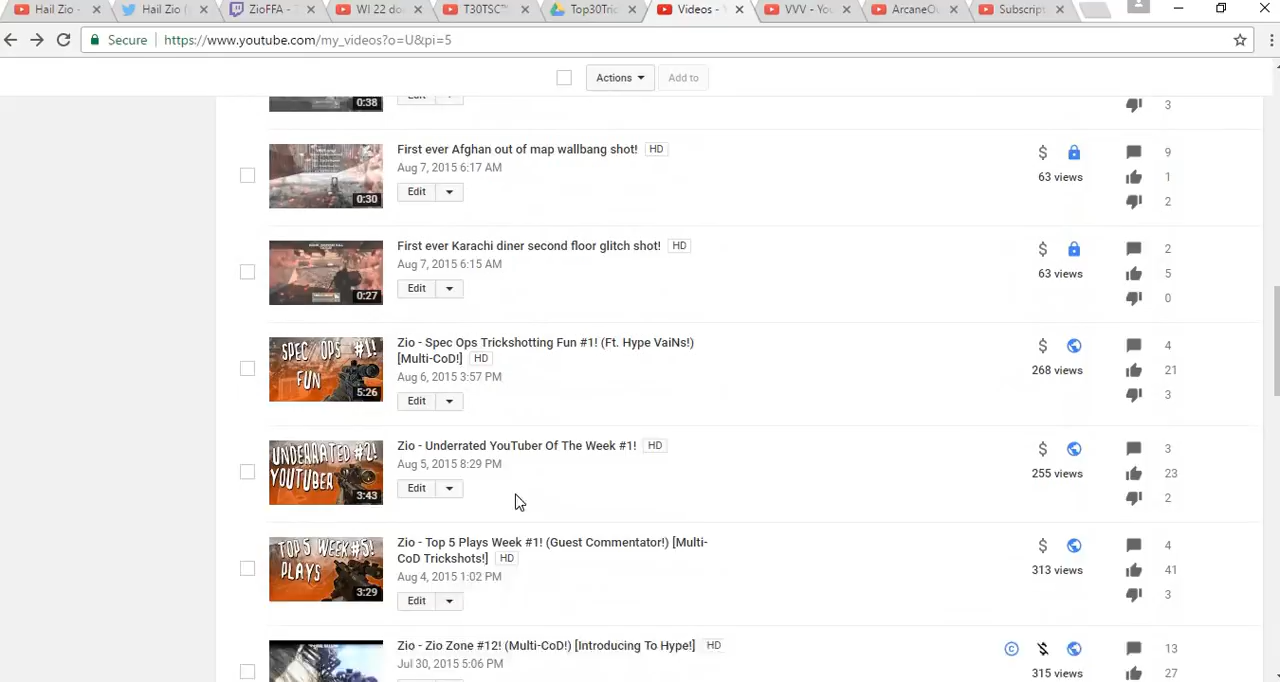 Hail Zio -
Hail Zio (
ZioFFA -
WI 22 do
T30TSC™
Top30Tri
Videos -
VVV - Yo
ArcaneO
Subscript
Secure https://www.youtube.com/my_videos?o=U&pi=5
Actions
Add to
0:38
3
First ever Afghan out of map wallbang shot! HD
Aug 7, 2015 6:17 AM
Edit
0:30
$
63 views
9
1
2
First ever Karachi diner second floor glitch shot! HD
Aug 7, 2015 6:15 AM
Edit
0:27
$
63 views
2
5
0
SPEC OPS #1!
FUN
5:26
Zio - Spec Ops Trickshotting Fun #1! (Ft. Hype VaiNs!)
[Multi-CoD!] HD
Aug 6, 2015 3:57 PM
Edit
$
268 views
4
21
3
UNDERRATED #2!
YOUTUBER
3:43
Zio - Underrated YouTuber Of The Week #1! HD
Aug 5, 2015 8:29 PM
Edit
$
255 views
3
23
2
TOP 5 WEEK #5!
PLAYS
3:29
Zio - Top 5 Plays Week #1! (Guest Commentator!) [Multi-
CoD Trickshots!] HD
Aug 4, 2015 1:02 PM
Edit
$
313 views
4
41
3
Zio - Zio Zone #12! (Multi-CoD!) [Introducing To Hype!] HD
Jul 30, 2015 5:06 PM
©
315 views
13
27